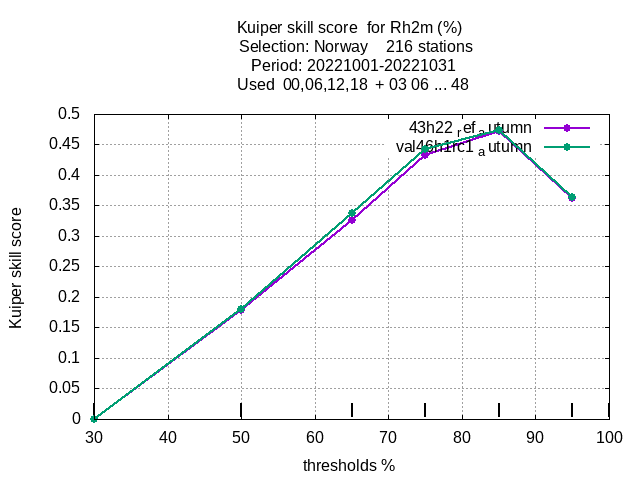 Kuiper skill score  for Rh2m (%)
Selection: Norway    216 stations
Period: 20221001-20221031
Used  00,06,12,18  + 03 06 ... 48
43h22 ref autumn
val46h1rc1 autumn
0.5
0.45
0.4
0.35
0.3
0.25
0.2
0.15
0.1
0.05
0
Kuiper skill score
30 40 50 60 70 80 90 100
thresholds %